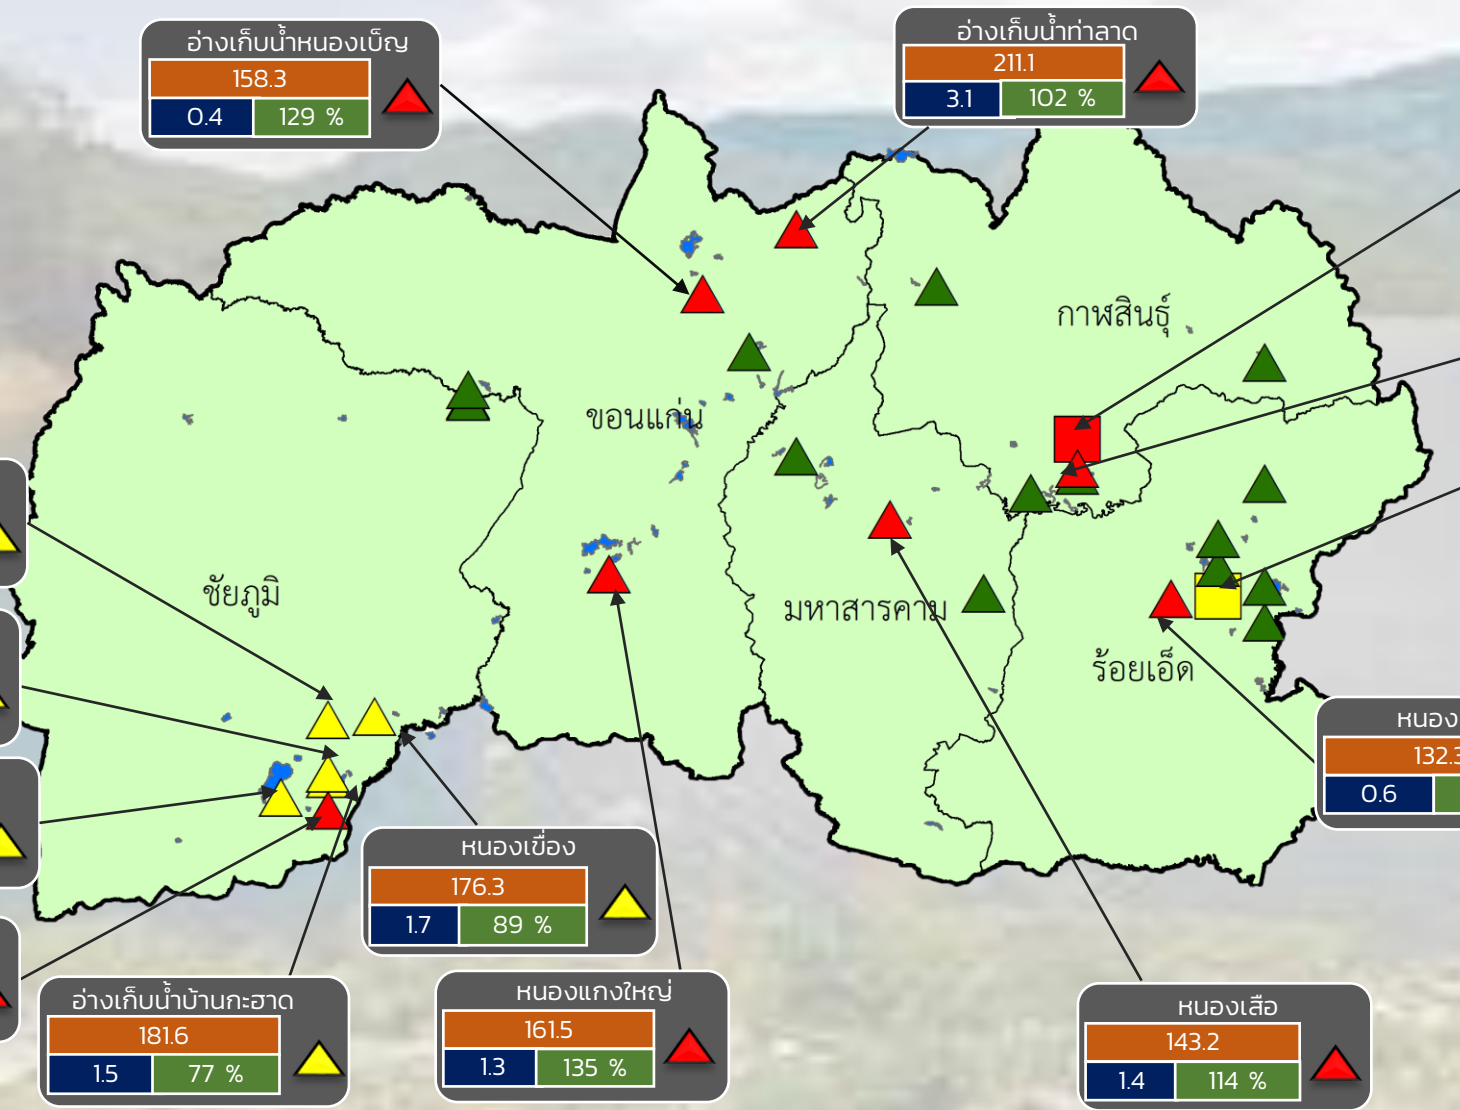 อ่างเก็บน้ำหนองเบ็ญ
158.3
0.4 129 %
อ่างเก็บน้ำท่าลาด
211.1
3.1 102 %
กาฬสินธุ์
ขอนแก่น
ชัยภูมิ
มหาสารคาม
ร้อยเอ็ด
หนอง
132.3
0.6
หนองเขื่อง
176.3
1.7 89 %
อ่างเก็บน้ำบ้านกะฮาด
181.6
1.5 77 %
หนองแกงใหญ่
161.5
1.3 135 %
หนองเสือ
143.2
1.4 114 %